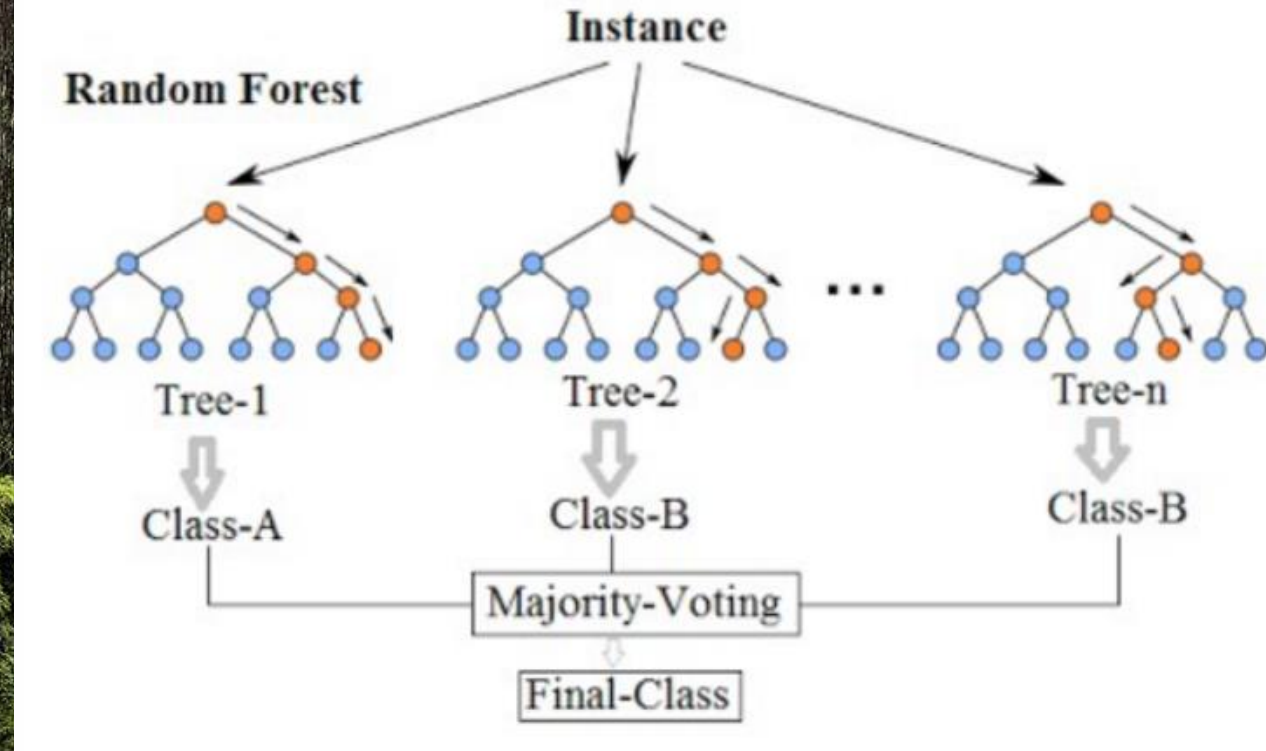 Instance
Random Forest
...
Tree-1
Tree-2
Tree-n
Class-A
Class-B
Class-B
Majority-Voting
Final-Class